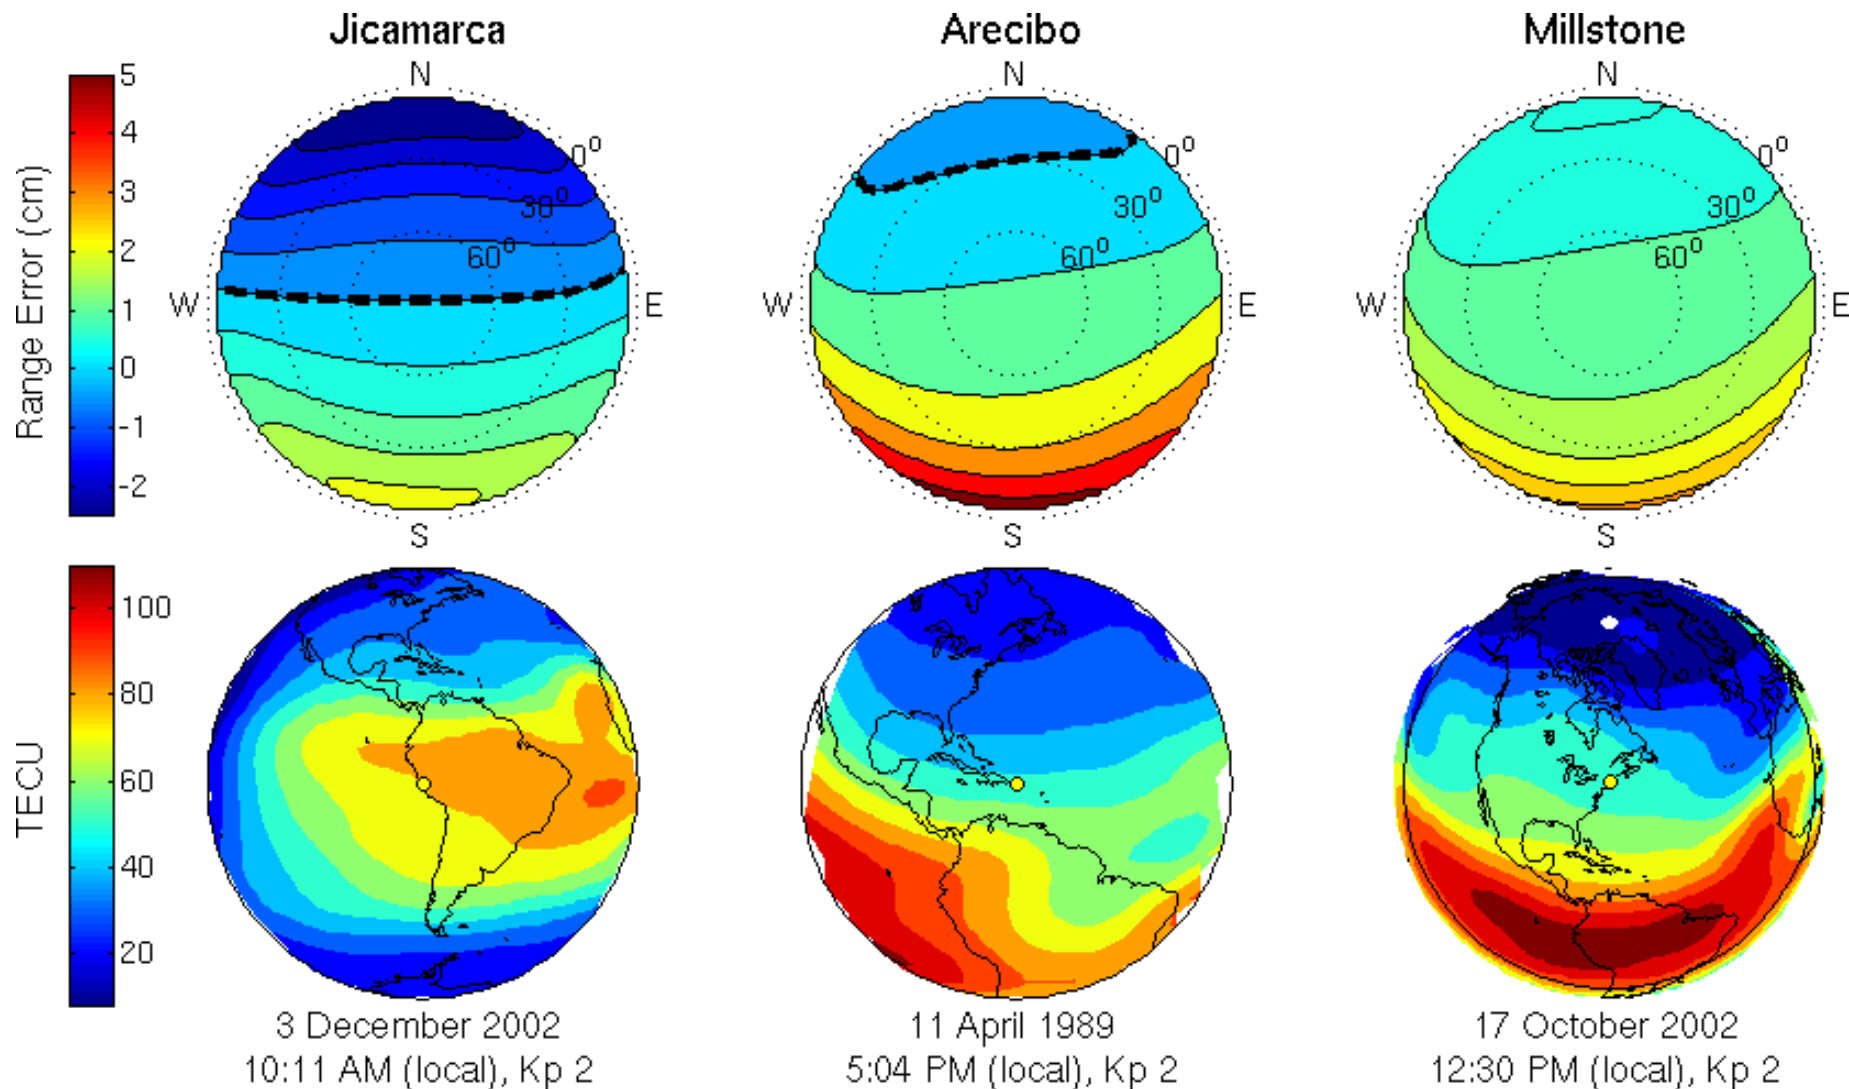 Jicamarca
Arecibo
Millstone
N
N
N
5
4
3
2
1
0
-1
-2
Range Error (cm)
0°
30°
60°
W
E
S
0°
30°
60°
W
E
S
0°
30°
60°
W
E
S
100
80
60
40
20
TECU
3 December 2002
10:11 AM (local), Kp 2
11 April 1989
5:04 PM (local), Kp 2
17 October 2002
12:30 PM (local), Kp 2